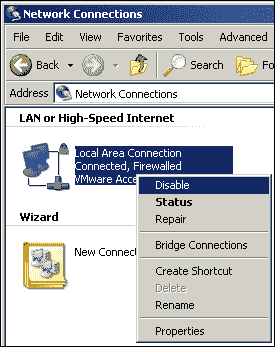 Network Connections
File Edit View Favorites Tools Advanced
Back Search Fo
Address Network Connections
LAN or High-Speed Internet
Local Area Connection
Connected, Firewalled
VMware Acce
Disable
Status
Repair
Bridge Connections
Create Shortcut
Delete
Rename
Properties
Wizard
New Connect